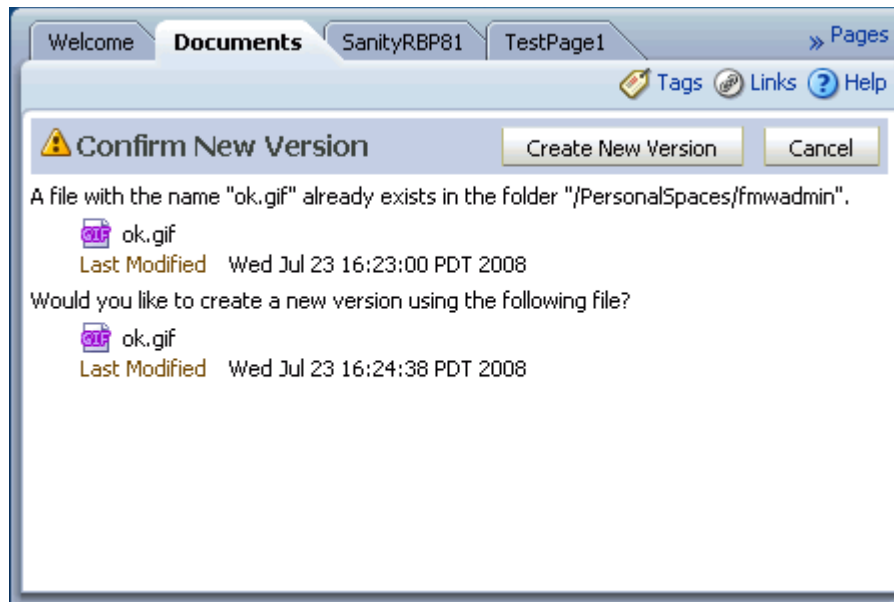 Welcome Documents SanityRBP81 TestPage1 » Pages
Tags Links ? Help
Confirm New Version Create New Version Cancel
A file with the name "ok.gif" already exists in the folder "/PersonalSpaces/fmwadmin".
GIF ok.gif
Last Modified Wed Jul 23 16:23:00 PDT 2008
Would you like to create a new version using the following file?
GIF ok.gif
Last Modified Wed Jul 23 16:24:38 PDT 2008